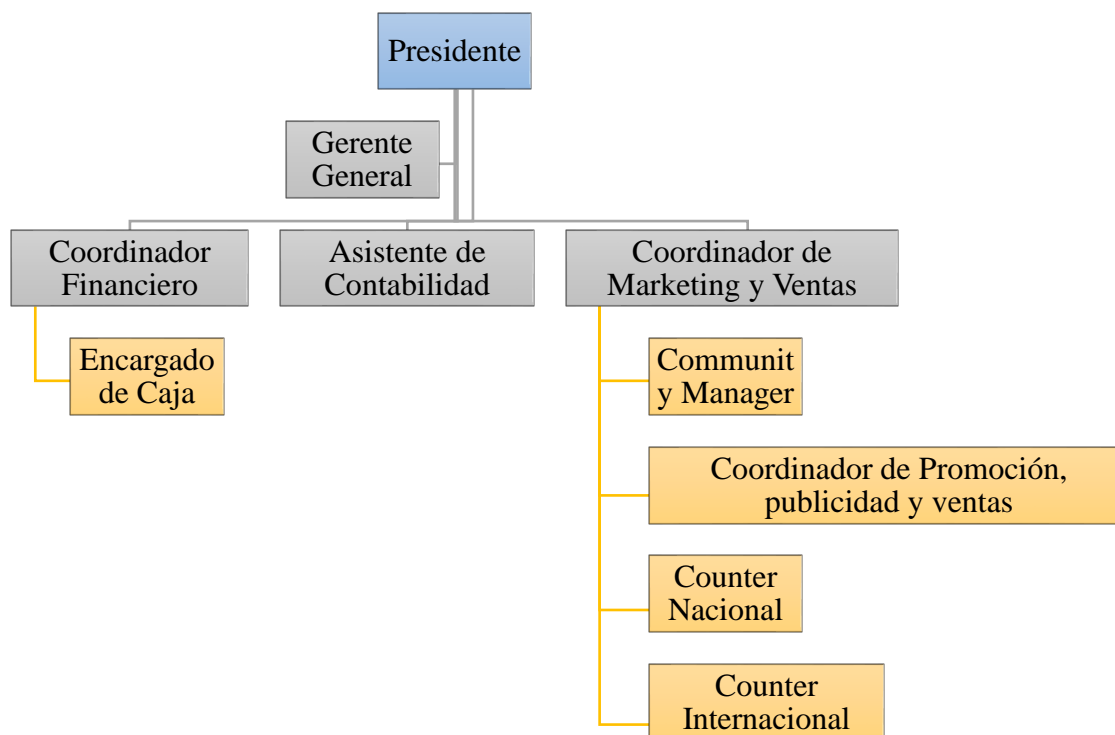 Presidente
Gerente
General
Coordinador
Financiero
Asistente de
Contabilidad
Coordinador de
Marketing y Ventas
Encargado
de Caja
Communit
y Manager
Coordinador de Promoción,
publicidad y ventas
Counter
Nacional
Counter
Internacional